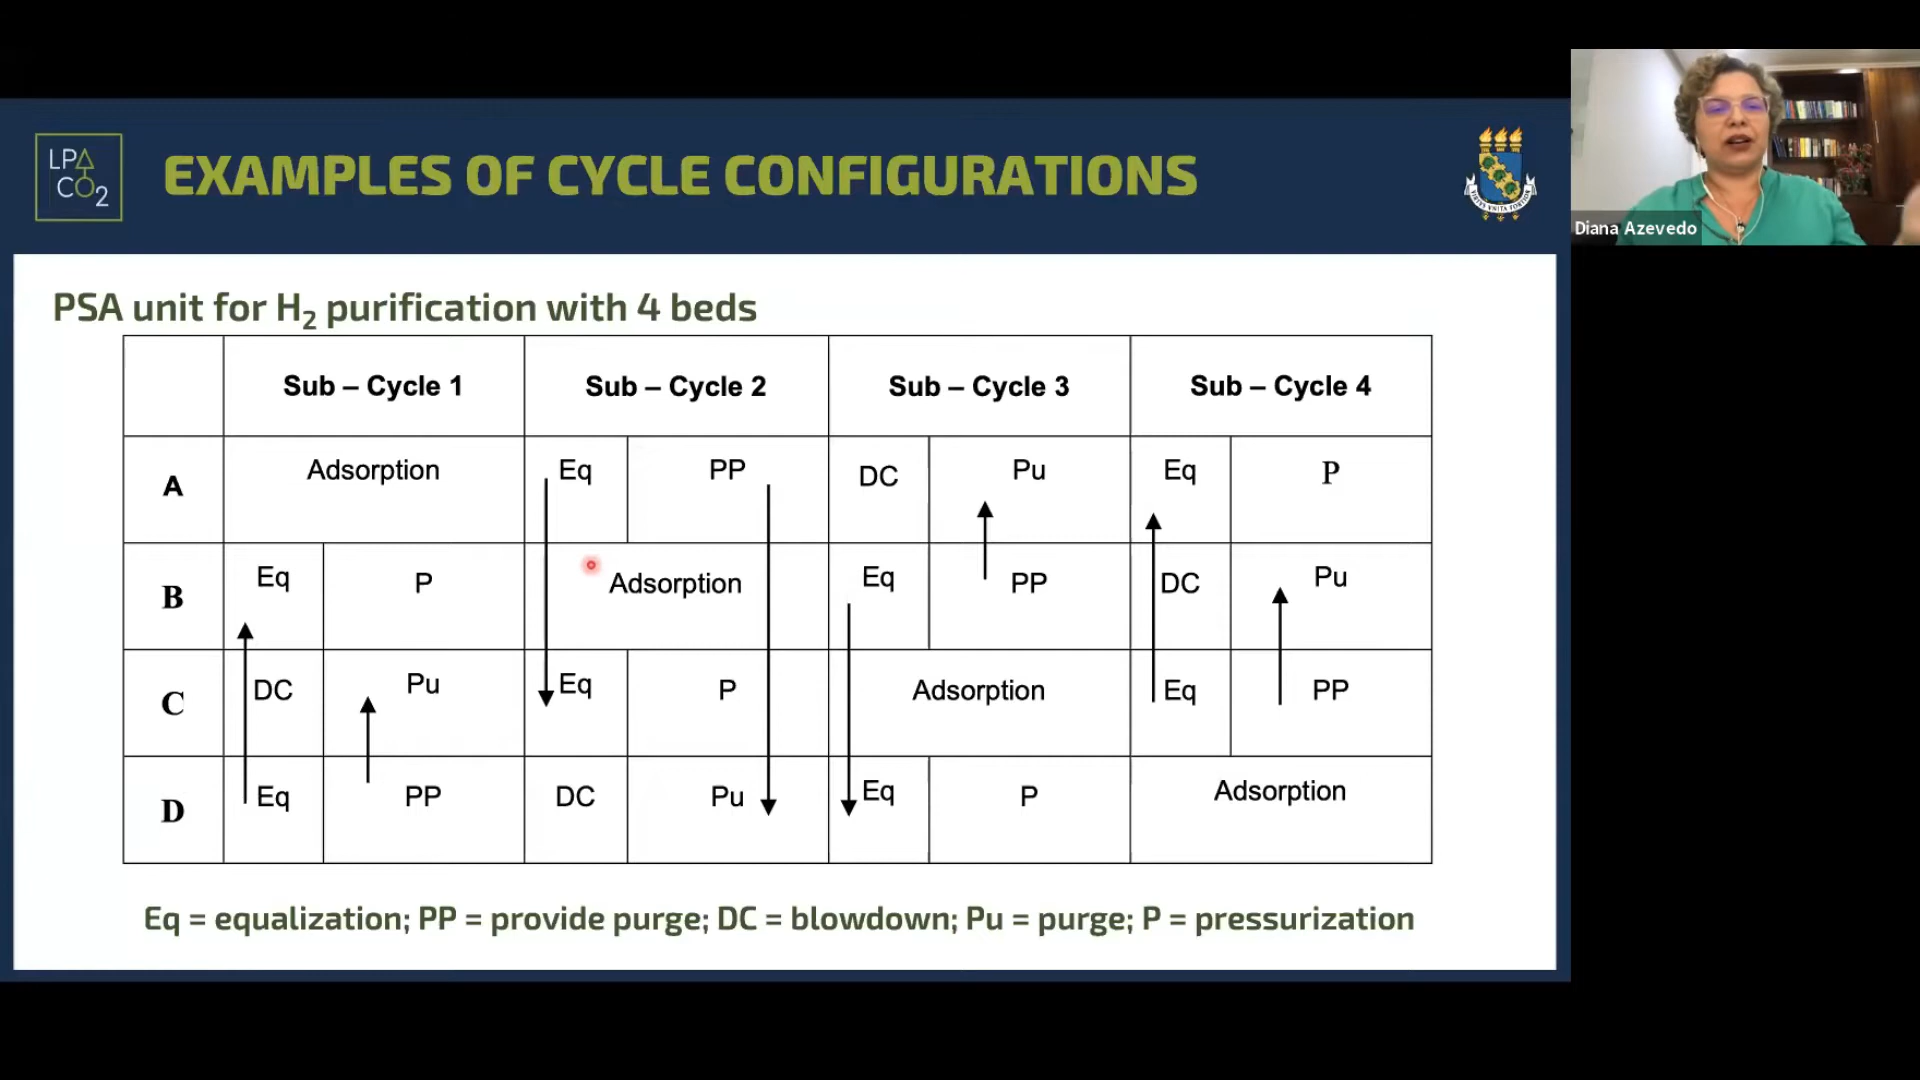 LPA
CO2
EXAMPLES OF CYCLE CONFIGURATIONS
Diana Azevedo
PSA unit for H2 purification with 4 beds
Sub – Cycle 1 Sub – Cycle 2 Sub – Cycle 3 Sub – Cycle 4
A Adsorption Eq PP DC Pu Eq P
B Eq P Adsorption Eq PP DC Pu
C DC Pu Eq P Adsorption Eq PP
D Eq PP DC Pu Eq P Adsorption
Eq = equalization; PP = provide purge; DC = blowdown; Pu = purge; P = pressurization